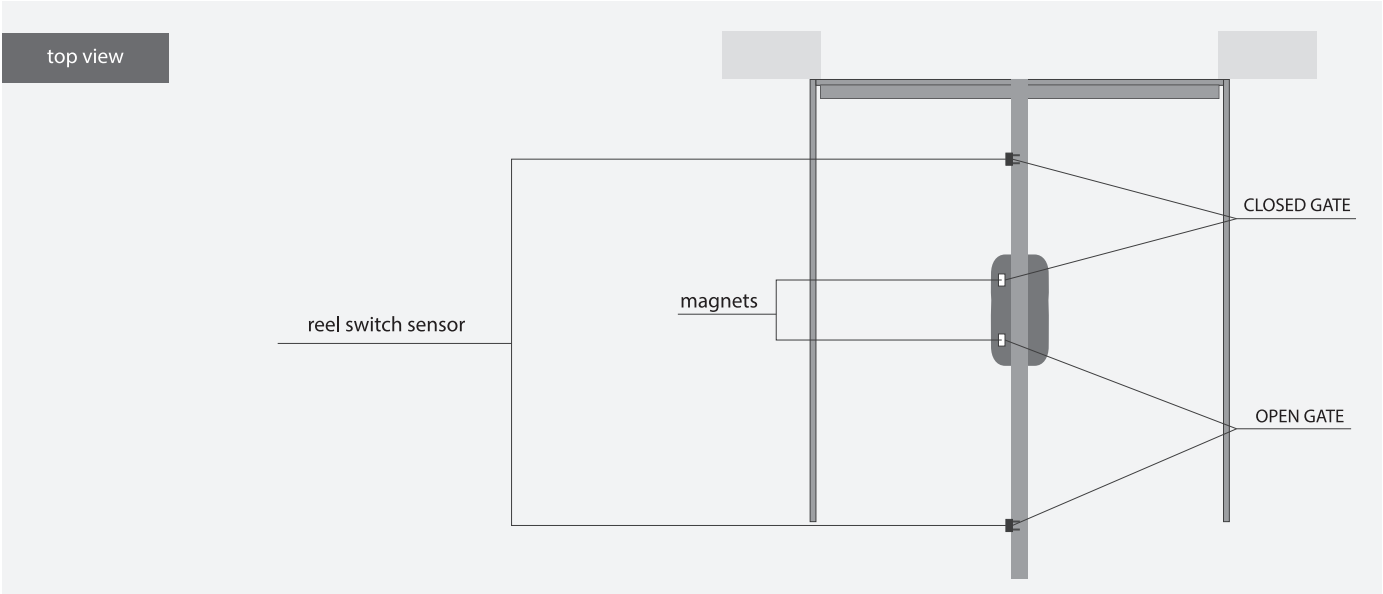 top view
CLOSED GATE
magnets
reel switch sensor
OPEN GATE